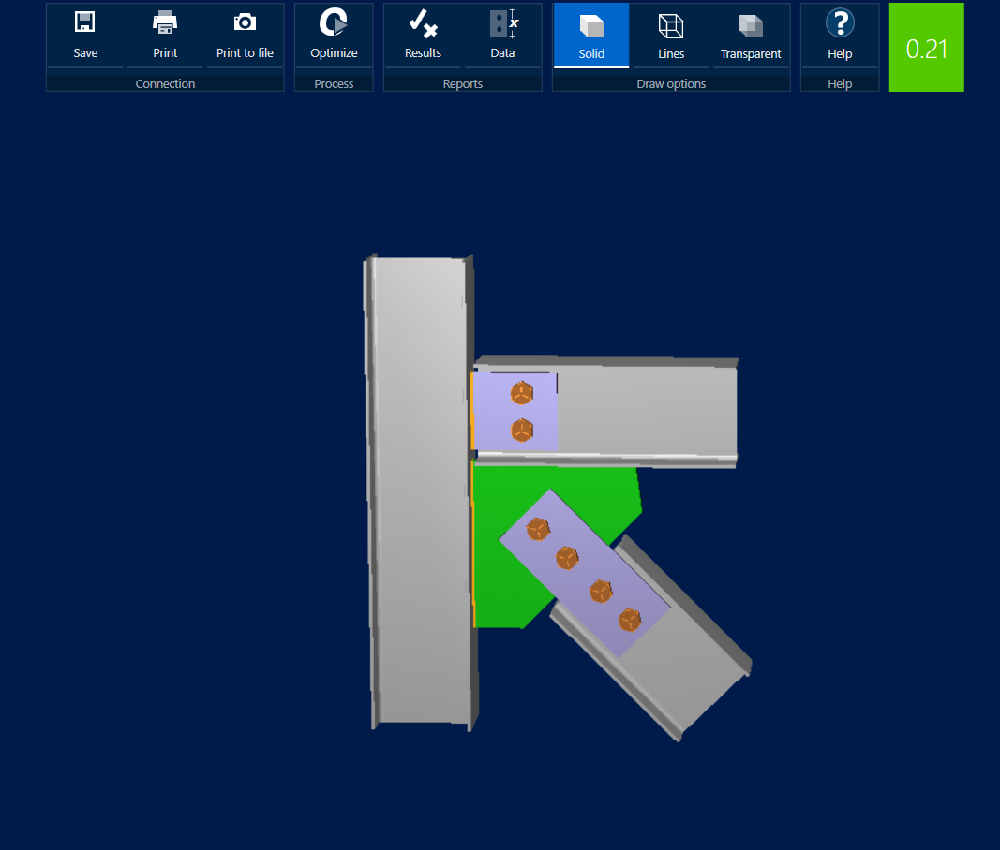 Save Print Print to file Optimize Results Data Solid Lines Transparent Help 0.21
Connection Process Reports Draw options Help